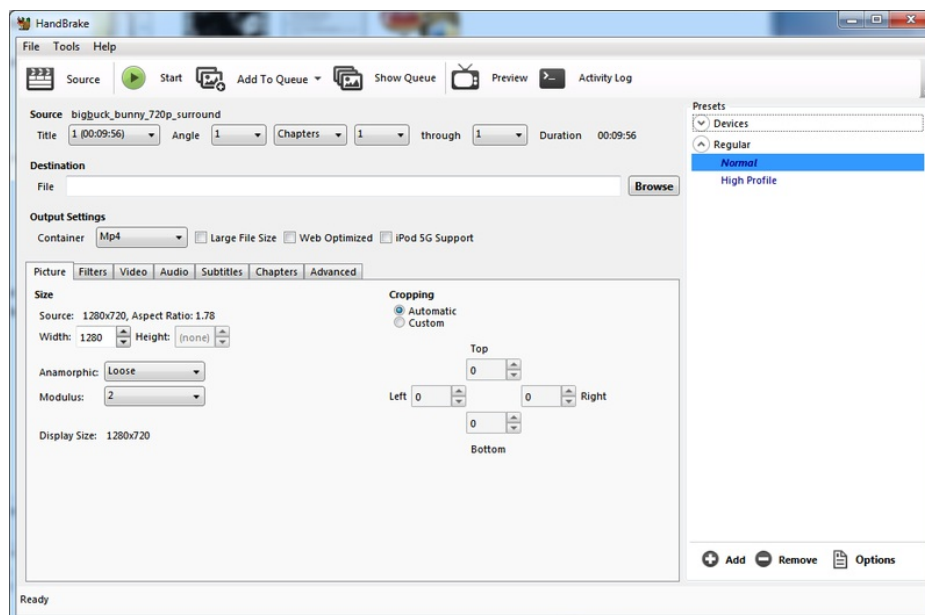 HandBrake
File Tools Help
Source Start Add To Queue Show Queue Preview Activity Log
Source bigbuck_bunny_720p_surround
Title 1 (00:09:56) Angle 1 Chapters 1 through 1 Duration 00:09:56
Destination
File Browse
Output Settings
Container Mp4 Large File Size Web Optimized iPod 5G Support
Picture Filters Video Audio Subtitles Chapters Advanced
Size
Source: 1280x720, Aspect Ratio: 1.78
Width: 1280 Height: (none)
Anamorphic: Loose
Modulus: 2
Display Size: 1280x720
Cropping
Automatic
Custom
Top
0
Left 0 0 Right
0
Bottom
Presets
Devices
Regular
Normal
High Profile
Add Remove Options
Ready